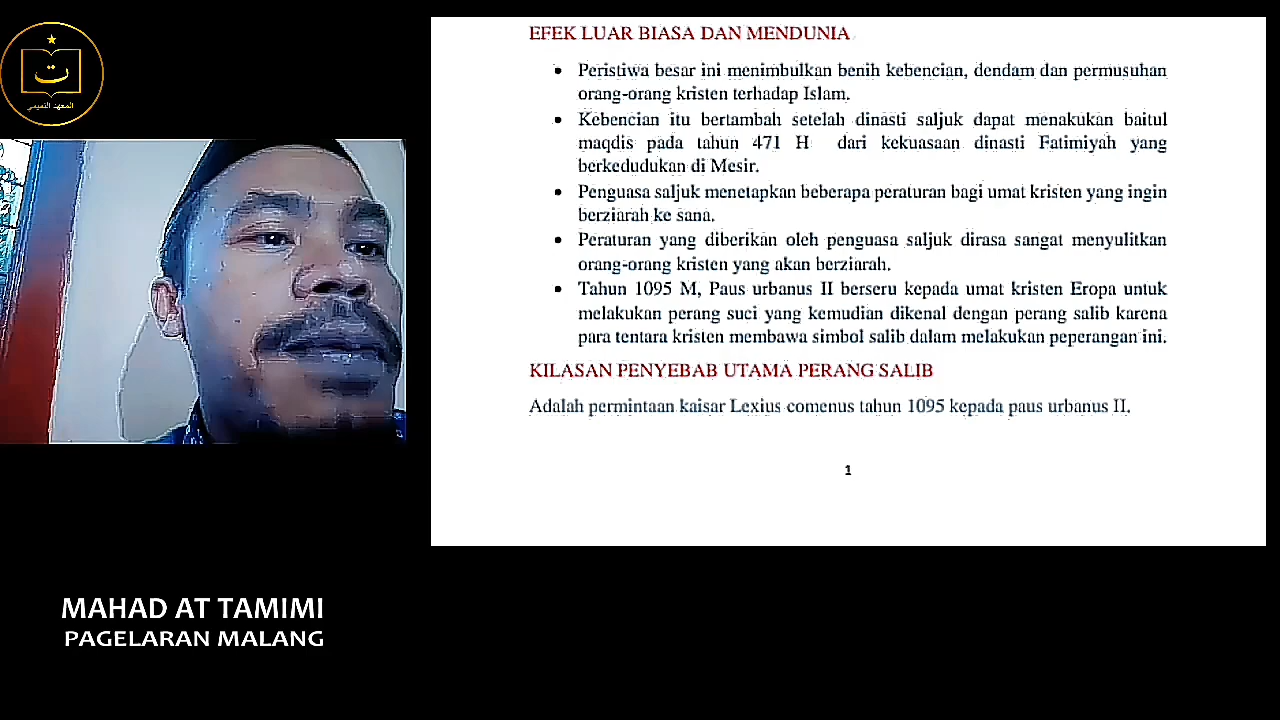 ت
المعهد التميمي
EFEK LUAR BIASA DAN MENDUNIA
• Peristiwa besar ini menimbulkan benih kebencian, dendam dan permusuhan
orang-orang kristen terhadap Islam.
• Kebencian itu bertambah setelah dinasti saljuk dapat menakukan baitul
maqdis pada tahun 471 H dari kekuasaan dinasti Fatimiyah yang
berkedudukan di Mesir.
• Penguasa saljuk menetapkan beberapa peraturan bagi umat kristen yang ingin
berziarah ke sana.
• Peraturan yang diberikan oleh penguasa saljuk dirasa sangat menyulitkan
orang-orang kristen yang akan berziarah.
• Tahun 1095 M, Paus urbanus II berseru kepada umat kristen Eropa untuk
melakukan perang suci yang kemudian dikenal dengan perang salib karena
para tentara kristen membawa simbol salib dalam melakukan peperangan ini.
KILASAN PENYEBAB UTAMA PERANG SALIB
Adalah permintaan kaisar Lexius comenus tahun 1095 kepada paus urbanus II.
1
MAHAD AT TAMIMI
PAGELARAN MALANG